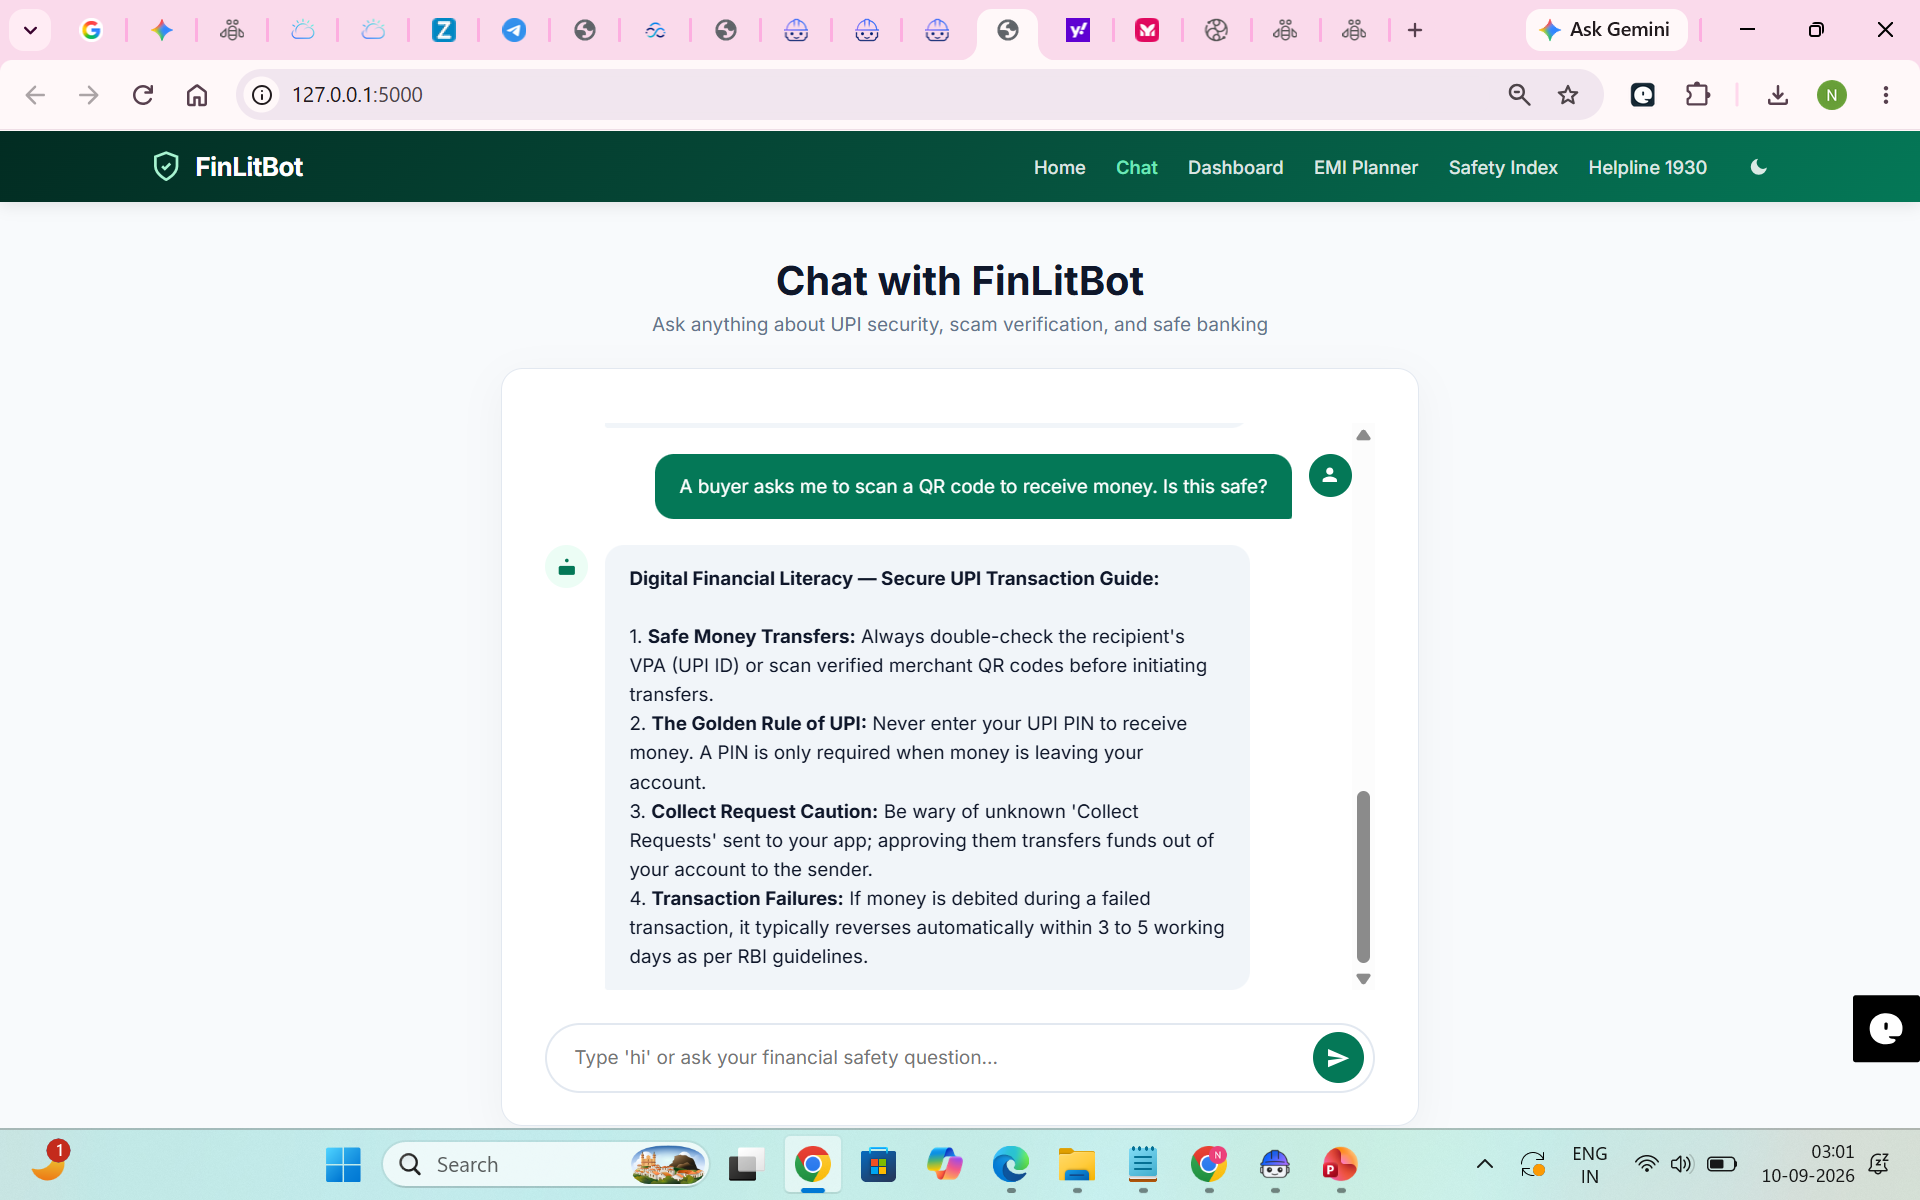 Ask Gemini
127.0.0.1:5000
N
FinLitBot
Home
Chat
Dashboard
EMI Planner
Safety Index
Helpline 1930
Chat with FinLitBot
Ask anything about UPI security, scam verification, and safe banking
A buyer asks me to scan a QR code to receive money. Is this safe?
Digital Financial Literacy — Secure UPI Transaction Guide:
1. Safe Money Transfers: Always double-check the recipient's
VPA (UPI ID) or scan verified merchant QR codes before initiating
transfers.
2. The Golden Rule of UPI: Never enter your UPI PIN to receive
money. A PIN is only required when money is leaving your
account.
3. Collect Request Caution: Be wary of unknown 'Collect
Requests' sent to your app; approving them transfers funds out of
your account to the sender.
4. Transaction Failures: If money is debited during a failed
transaction, it typically reverses automatically within 3 to 5 working
days as per RBI guidelines.
Type 'hi' or ask your financial safety question...
1
Search
N
P
ENG
IN
03:01
10-09-2026